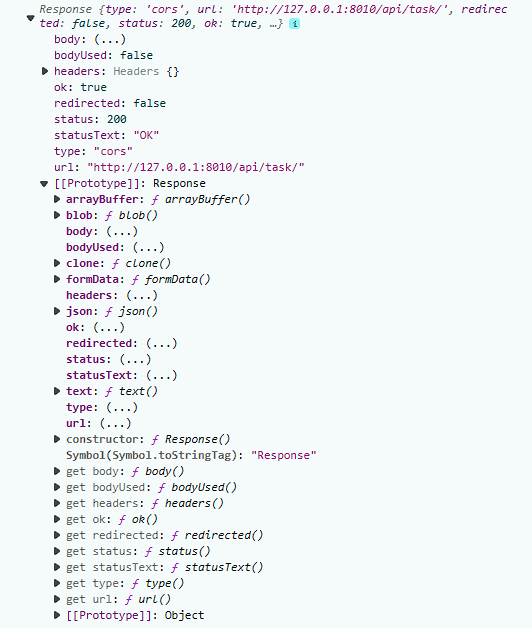 Response {type: 'cors', url: 'http://127.0.0.1:8010/api/task/', redirec
ted: false, status: 200, ok: true, …} i
body: (...)
bodyUsed: false
headers: Headers {}
ok: true
redirected: false
status: 200
statusText: "OK"
type: "cors"
url: "http://127.0.0.1:8010/api/task/"
[[Prototype]]: Response
arrayBuffer: ƒ arrayBuffer()
blob: ƒ blob()
body: (...)
bodyUsed: (...)
clone: ƒ clone()
formData: ƒ formData()
headers: (...)
json: ƒ json()
ok: (...)
redirected: (...)
status: (...)
statusText: (...)
text: ƒ text()
type: (...)
url: (...)
constructor: ƒ Response()
Symbol(Symbol.toStringTag): "Response"
get body: ƒ body()
get bodyUsed: ƒ bodyUsed()
get headers: ƒ headers()
get ok: ƒ ok()
get redirected: ƒ redirected()
get status: ƒ status()
get statusText: ƒ statusText()
get type: ƒ type()
get url: ƒ url()
[[Prototype]]: Object